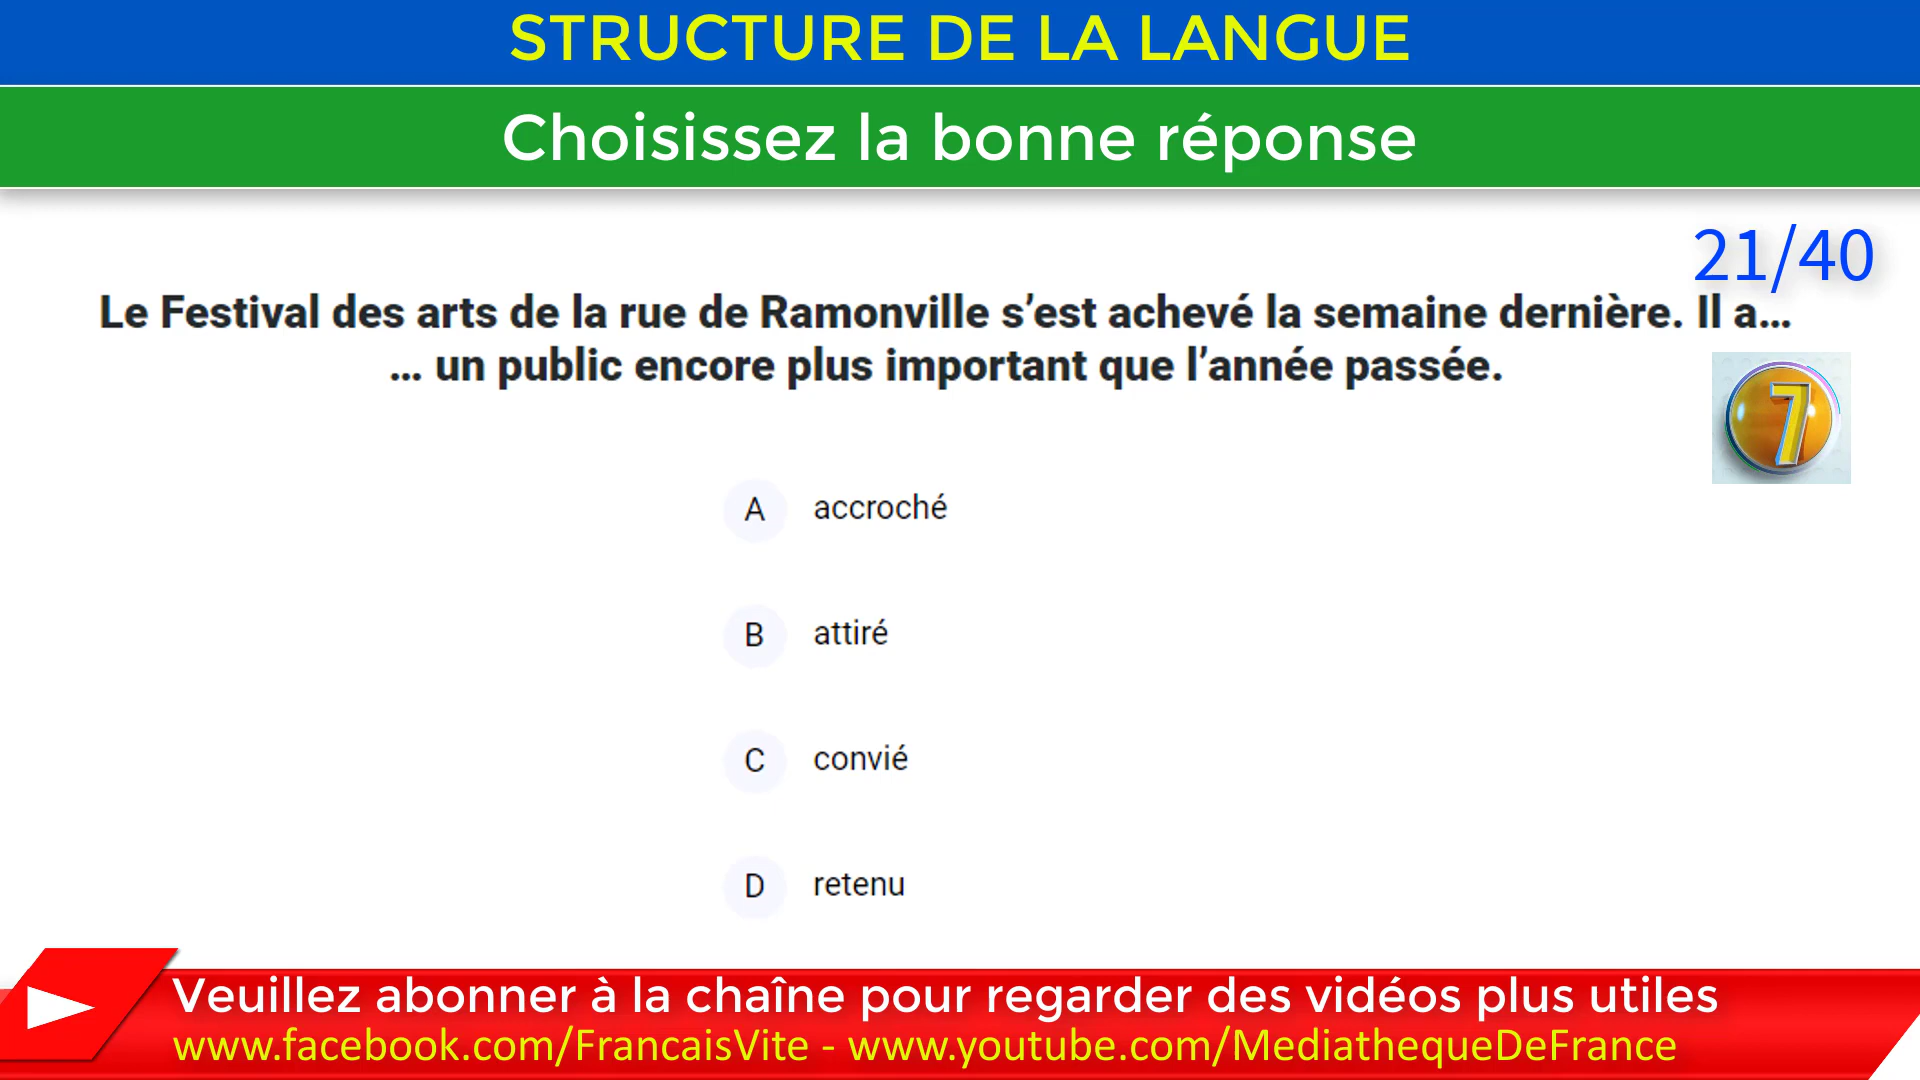 STRUCTURE DE LA LANGUE
Choisissez la bonne réponse
21/40
Le Festival des arts de la rue de Ramonville s’est achevé la semaine dernière. Il a...
... un public encore plus important que l’année passée.
7
A accroché
B attiré
C convié
D retenu
Veuillez abonner à la chaîne pour regarder des vidéos plus utiles
www.facebook.com/FrancaisVite - www.youtube.com/MediathequeDeFrance